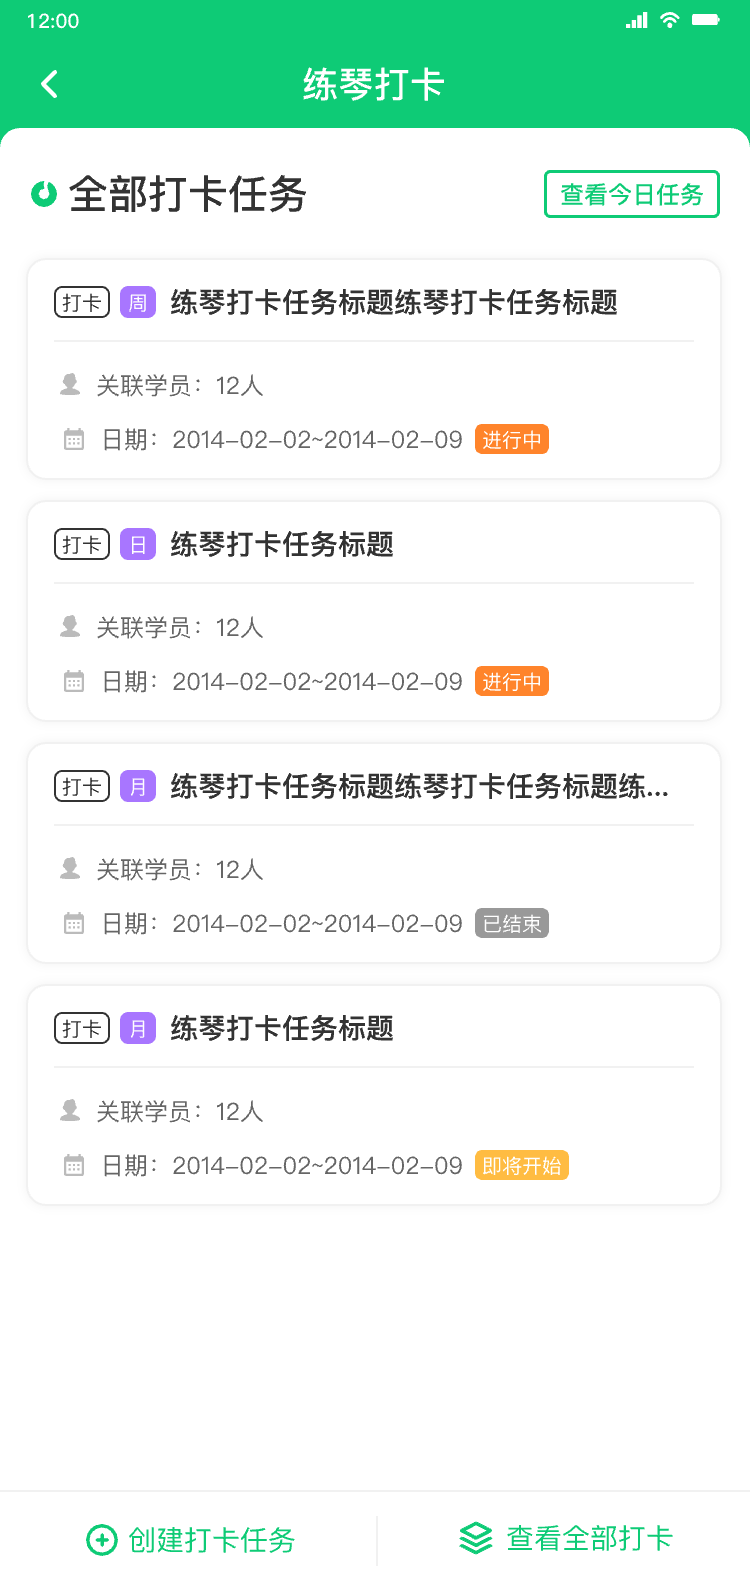 12:00
练琴打卡
全部打卡任务 查看今日任务
打卡 周 练琴打卡任务标题练琴打卡任务标题
关联学员：12人
日期：2014-02-02~2014-02-09 进行中
打卡 日 练琴打卡任务标题
关联学员：12人
日期：2014-02-02~2014-02-09 进行中
打卡 月 练琴打卡任务标题练琴打卡任务标题练...
关联学员：12人
日期：2014-02-02~2014-02-09 已结束
打卡 月 练琴打卡任务标题
关联学员：12人
日期：2014-02-02~2014-02-09 即将开始
创建打卡任务 查看全部打卡